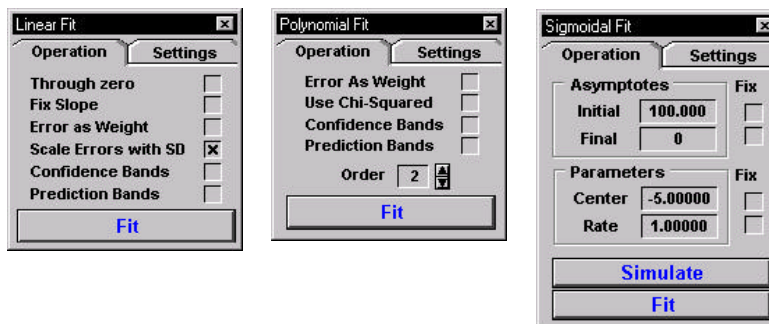 Linear Fit
Operation Settings
Through zero
Fix Slope
Error as Weight
Scale Errors with SD
Confidence Bands
Prediction Bands
Fit
Polynomial Fit
Operation Settings
Error As Weight
Use Chi-Squared
Confidence Bands
Prediction Bands
Order 2
Fit
Sigmoidal Fit
Operation Settings
Asymptotes Fix
Initial 100.000
Final 0
Parameters Fix
Center -5.00000
Rate 1.00000
Simulate
Fit